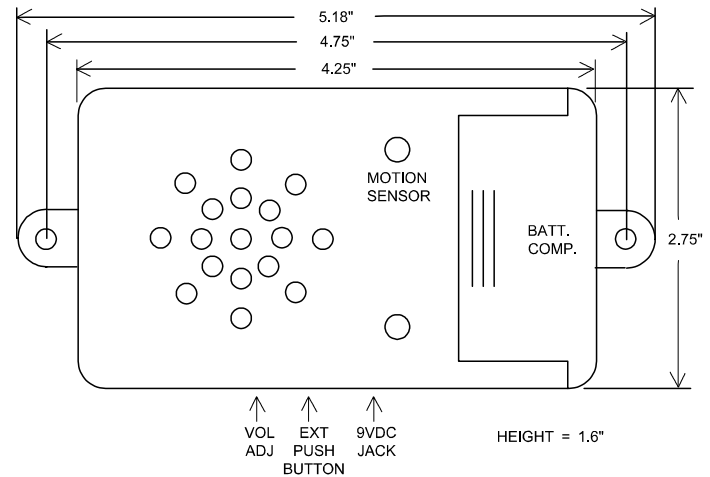 5.18"
4.75"
4.25"
MOTION
SENSOR
BATT.
COMP.
2.75"
VOL
ADJ
EXT
PUSH
BUTTON
9VDC
JACK
HEIGHT = 1.6"